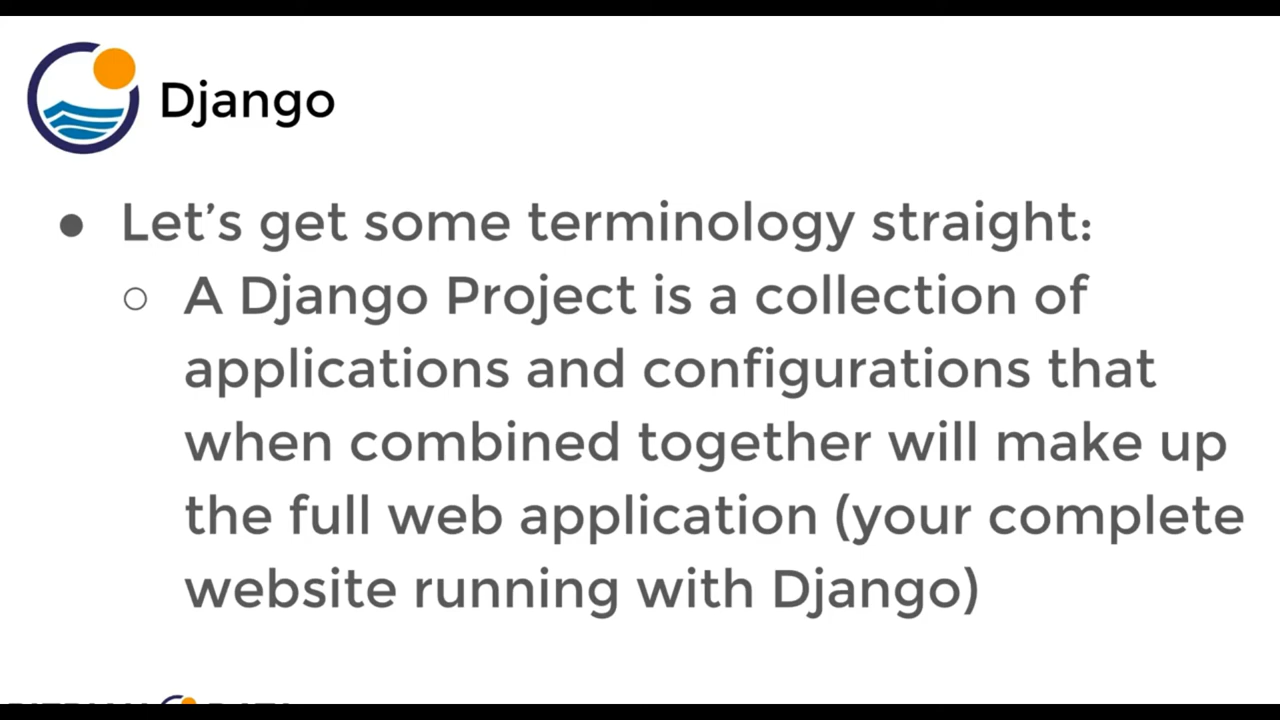 Django
● Let's get some terminology straight:
○ A Django Project is a collection of
applications and configurations that
when combined together will make up
the full web application (your complete
website running with Django)